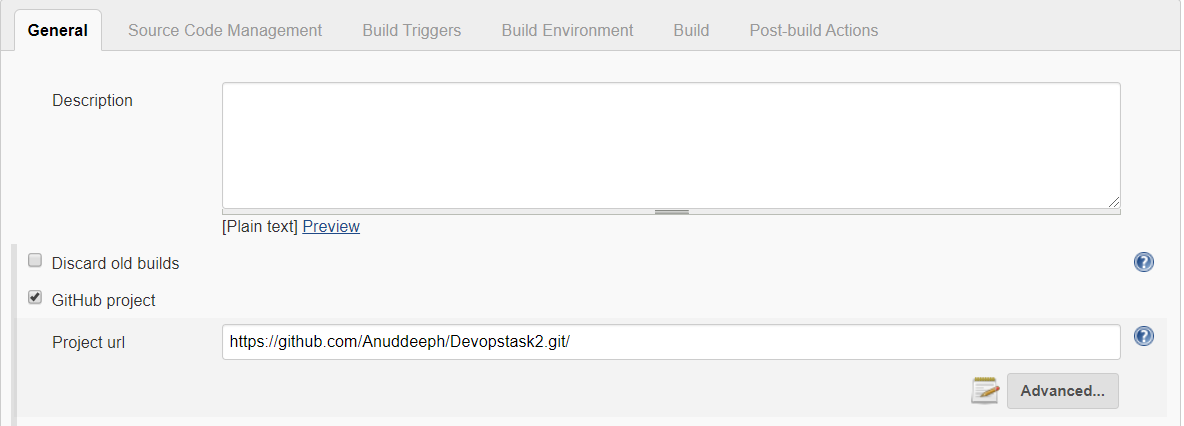 General Source Code Management Build Triggers Build Environment Build Post-build Actions
Description
[Plain text] Preview
Discard old builds
GitHub project
Project url https://github.com/Anuddeeph/Devopstask2.git/
Advanced...